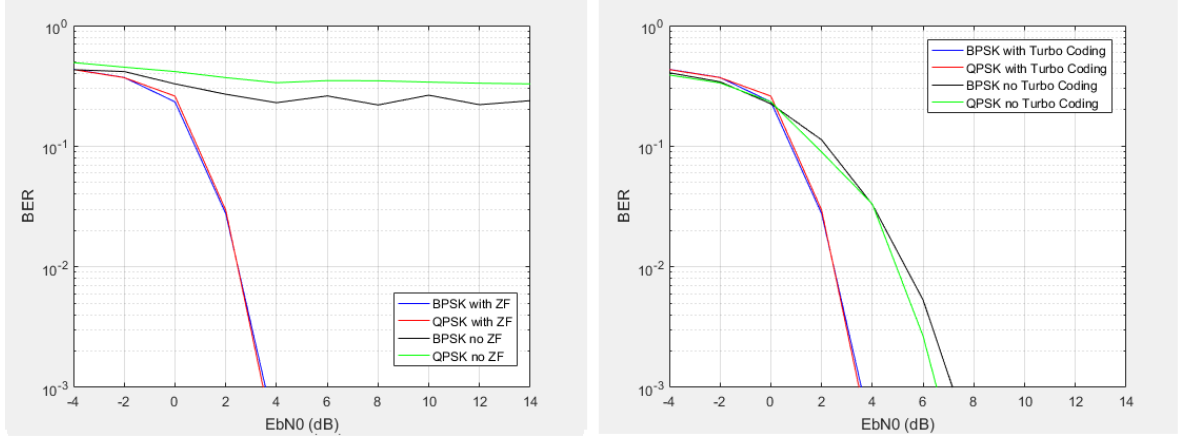 10^0
10^-1
10^-2
10^-3
BER
-4 -2 0 2 4 6 8 10 12 14
EbN0 (dB)
BPSK with ZF
QPSK with ZF
BPSK no ZF
QPSK no ZF
10^0
10^-1
10^-2
10^-3
BER
-4 -2 0 2 4 6 8 10 12 14
EbN0 (dB)
BPSK with Turbo Coding
QPSK with Turbo Coding
BPSK no Turbo Coding
QPSK no Turbo Coding